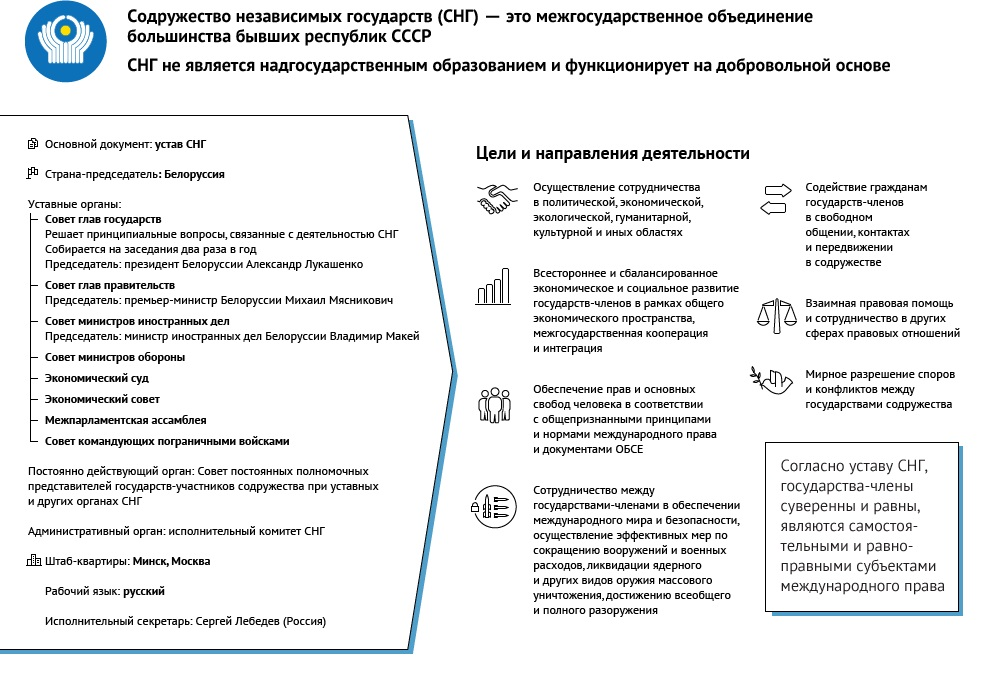 Содружество независимых государств (СНГ) — это межгосударственное объединение
большинства бывших республик СССР
СНГ не является надгосударственным образованием и функционирует на добровольной основе
Основной документ: устав СНГ
Страна-председатель: Белоруссия
Уставные органы:
Совет глав государств
Решает принципиальные вопросы, связанные с деятельностью СНГ
Собирается на заседания два раза в год
Председатель: президент Белоруссии Александр Лукашенко
Совет глав правительств
Председатель: премьер-министр Белоруссии Михаил Мясникович
Совет министров иностранных дел
Председатель: министр иностранных дел Белоруссии Владимир Макей
Совет министров обороны
Экономический суд
Экономический совет
Межпарламентская ассамблея
Совет командующих пограничными войсками
Постоянно действующий орган: Совет постоянных полномочных
представителей государств-участников содружества при уставных
и других органах СНГ
Административный орган: исполнительный комитет СНГ
Штаб-квартиры: Минск, Москва
Рабочий язык: русский
Исполнительный секретарь: Сергей Лебедев (Россия)
Цели и направления деятельности
Осуществление сотрудничества
в политической, экономической,
экологической, гуманитарной,
культурной и иных областях
Всестороннее и сбалансированное
экономическое и социальное развитие
государств-членов в рамках общего
экономического пространства,
межгосударственная кооперация
и интеграция
Обеспечение прав и основных
свобод человека в соответствии
с общепризнанными принципами
и нормами международного права
и документами ОБСЕ
Сотрудничество между
государствами-членами в обеспечении
международного мира и безопасности,
осуществление эффективных мер по
сокращению вооружений и военных
расходов, ликвидации ядерного
и других видов оружия массового
уничтожения, достижению всеобщего
и полного разоружения
Содействие гражданам
государств-членов
в свободном
общении, контактах
и передвижении
в содружестве
Взаимная правовая помощь
и сотрудничество в других
сферах правовых отношений
Мирное разрешение споров
и конфликтов между
государствами содружества
Согласно уставу СНГ,
государства-члены
суверенны и равны,
являются самостоя-
тельными и равно-
правными субъектами
международного права